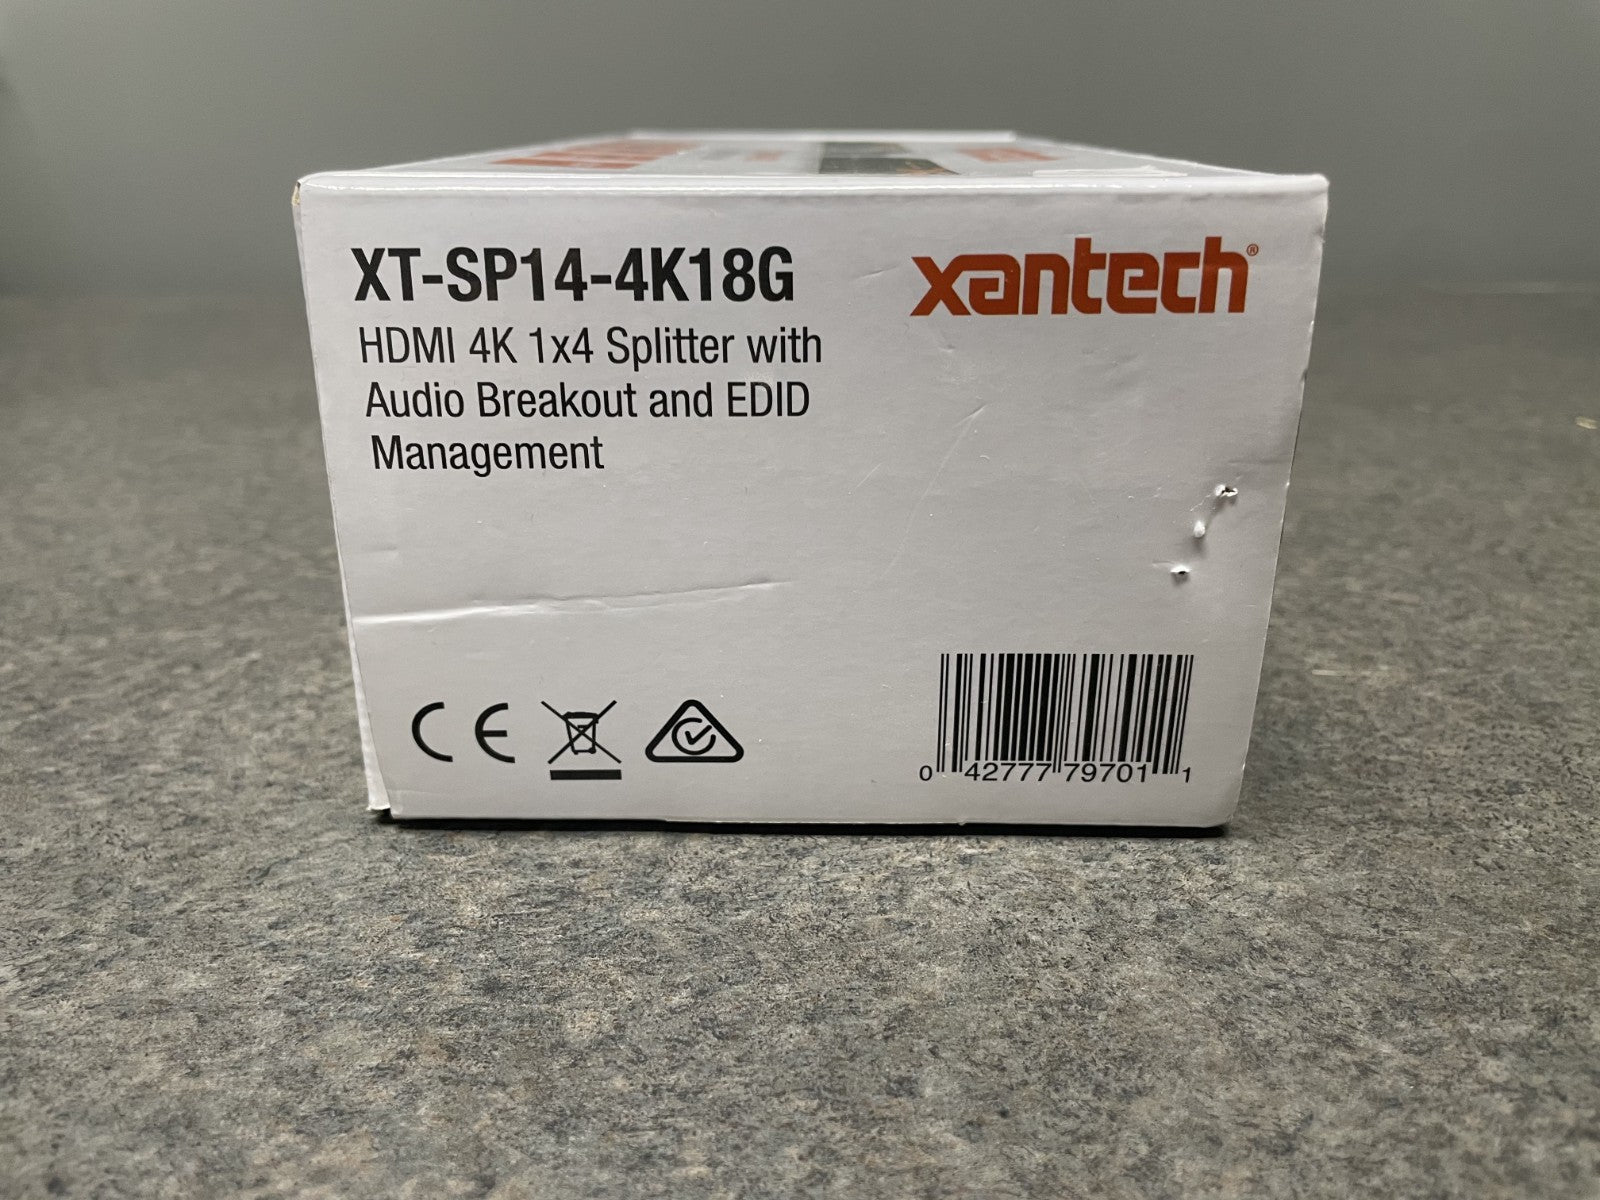 XT-SP14-4K18G
xantech®
HDMI 4K 1x4 Splitter with
Audio Breakout and EDID
Management
CE
0 42777 79701 1